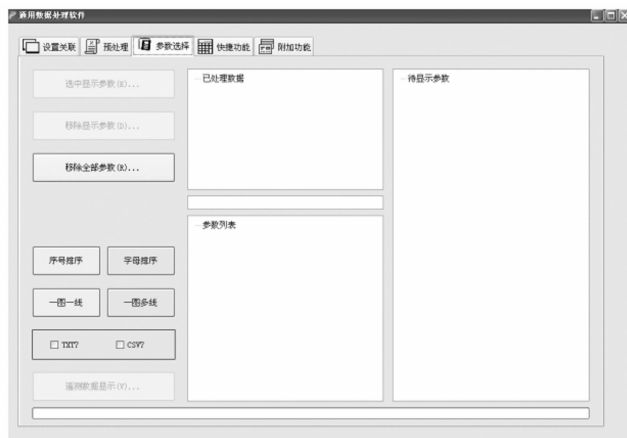 通用数据处理软件
设置关联 预处理 参数选择 快捷功能 附加功能
选中显示参数(X)...
移除显示参数(D)...
移除全部参数(R)...
序号排序 字母排序
一图一线 一图多线
TXT? CSV?
遥测数据显示(V)...
已处理数据
参数列表
待显示参数